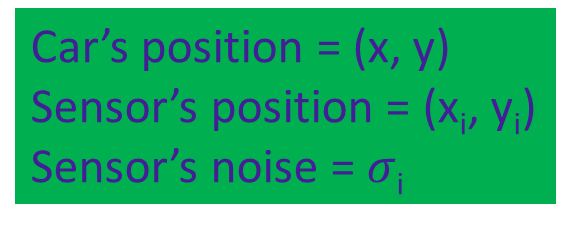 Car's position = (x, y)
Sensor's position = (xᵢ, yᵢ)
Sensor's noise = σᵢ